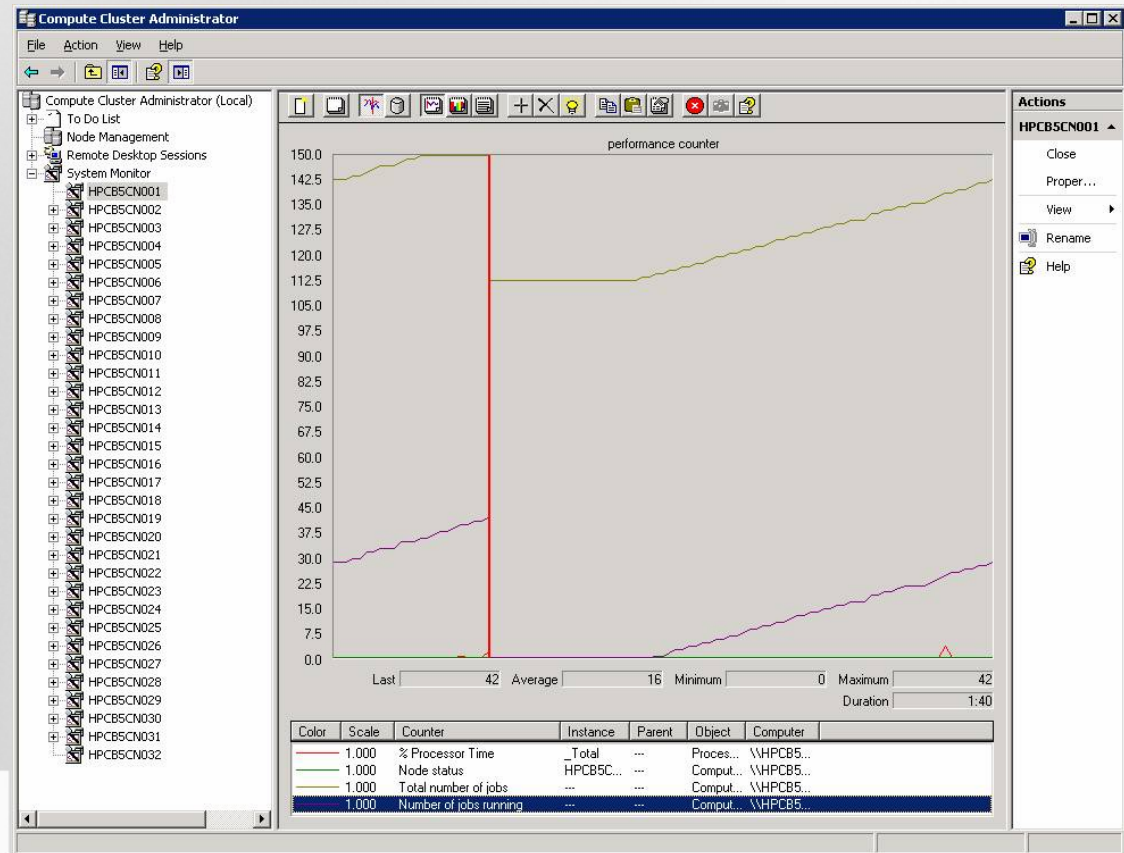 Compute Cluster Administrator
File Action View Help
Compute Cluster Administrator (Local)
To Do List
Node Management
Remote Desktop Sessions
System Monitor
HPCB5CN001
HPCB5CN002
HPCB5CN003
HPCB5CN004
HPCB5CN005
HPCB5CN006
HPCB5CN007
HPCB5CN008
HPCB5CN009
HPCB5CN010
HPCB5CN011
HPCB5CN012
HPCB5CN013
HPCB5CN014
HPCB5CN015
HPCB5CN016
HPCB5CN017
HPCB5CN018
HPCB5CN019
HPCB5CN020
HPCB5CN021
HPCB5CN022
HPCB5CN023
HPCB5CN024
HPCB5CN025
HPCB5CN026
HPCB5CN027
HPCB5CN028
HPCB5CN029
HPCB5CN030
HPCB5CN031
HPCB5CN032
performance counter
150.0
142.5
135.0
127.5
120.0
112.5
105.0
97.5
90.0
82.5
75.0
67.5
60.0
52.5
45.0
37.5
30.0
22.5
15.0
7.5
0.0
Last 42 Average 16 Minimum 0 Maximum 42
Duration 1:40
Color Scale Counter Instance Parent Object Computer
1.000 % Processor Time _Total --- Proces... \\HPCB5...
1.000 Node status HPCB5C... --- Comput... \\HPCB5...
1.000 Total number of jobs --- --- Comput... \\HPCB5...
1.000 Number of jobs running --- --- Comput... \\HPCB5...
Actions
HPCB5CN001
Close
Proper...
View
Rename
Help